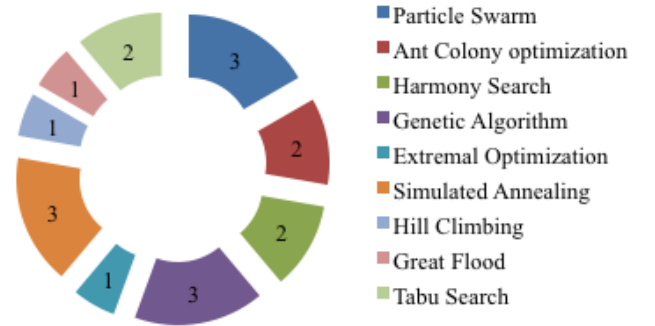 3
2
2
3
1
3
1
1
2
Particle Swarm
Ant Colony optimization
Harmony Search
Genetic Algorithm
Extremal Optimization
Simulated Annealing
Hill Climbing
Great Flood
Tabu Search